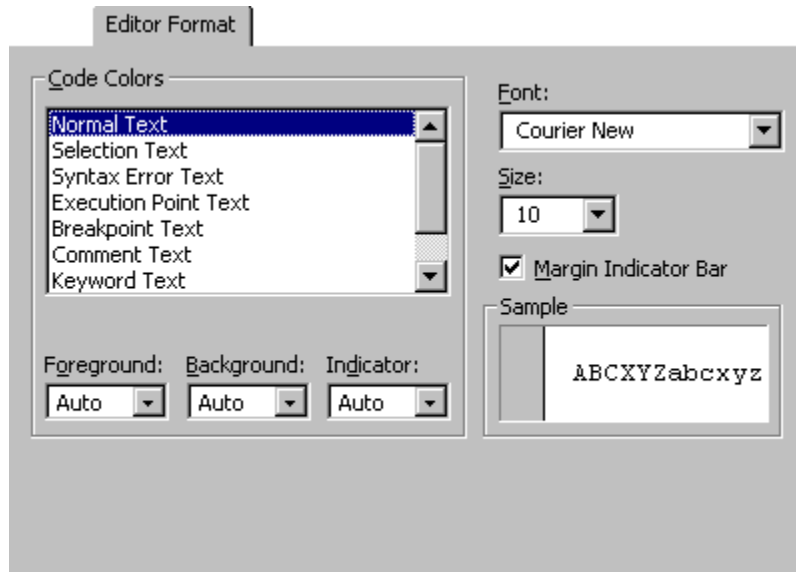 Editor Format
Code Colors
Normal Text
Selection Text
Syntax Error Text
Execution Point Text
Breakpoint Text
Comment Text
Keyword Text
Foreground: Background: Indicator:
Auto Auto Auto
Font:
Courier New
Size:
10
Margin Indicator Bar
Sample
ABCXYZabcxyz